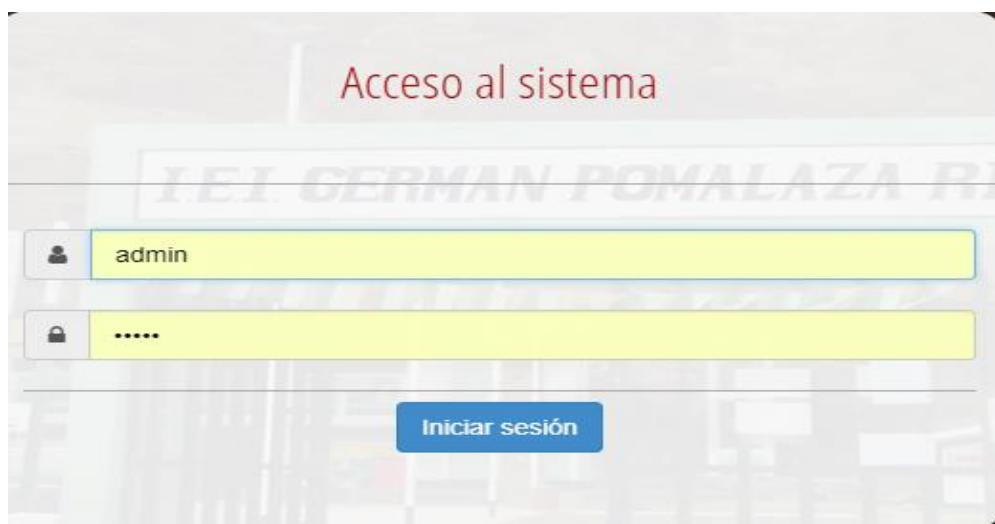 Acceso al sistema
I.E.I. GERMAN POMALAZA
admin
•••••
Iniciar sesión